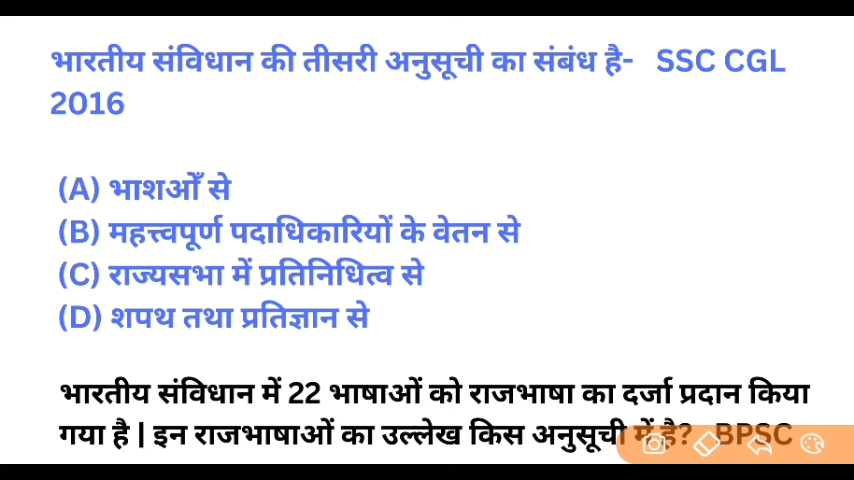 भारतीय संविधान की तीसरी अनुसूची का संबंध है- SSC CGL
2016
(A) भाशओंँ से
(B) महत्त्वपूर्ण पदाधिकारियों के वेतन से
(C) राज्यसभा में प्रतिनिधित्व से
(D) शपथ तथा प्रतिज्ञान से
भारतीय संविधान में 22 भाषाओं को राजभाषा का दर्जा प्रदान किया
गया है | इन राजभाषाओं का उल्लेख किस अनुसूची में है? BPSC